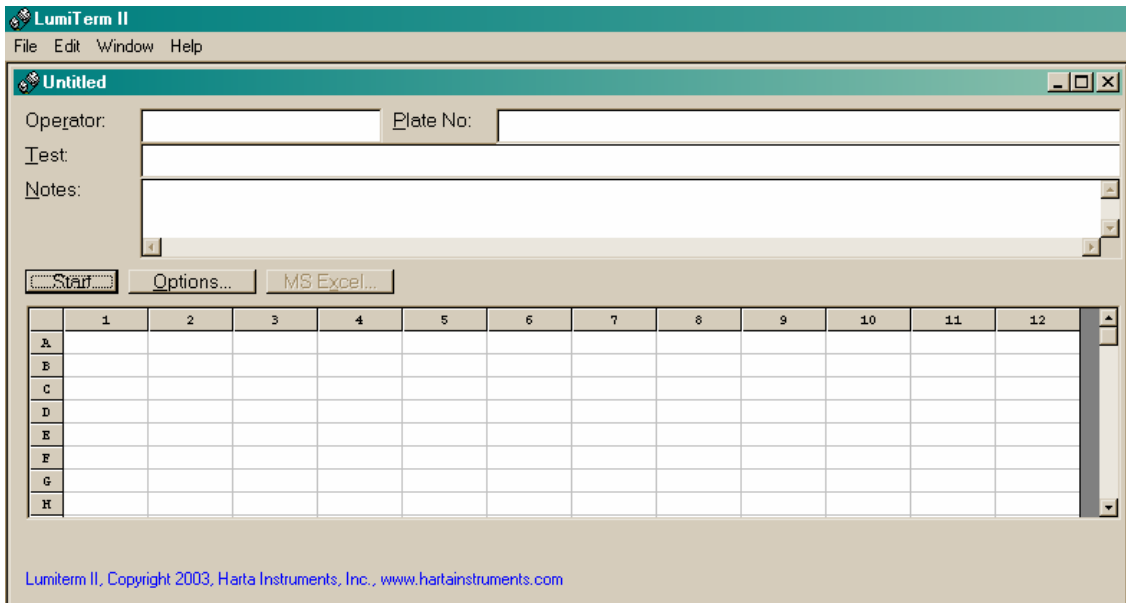 LumiTerm II
File Edit Window Help
Untitled
Operator: Plate No:
Test:
Notes:
Start Options... MS Excel...
1 2 3 4 5 6 7 8 9 10 11 12
A
B
C
D
E
F
G
H
Lumiterm II, Copyright 2003, Harta Instruments, Inc., www.hartainstruments.com